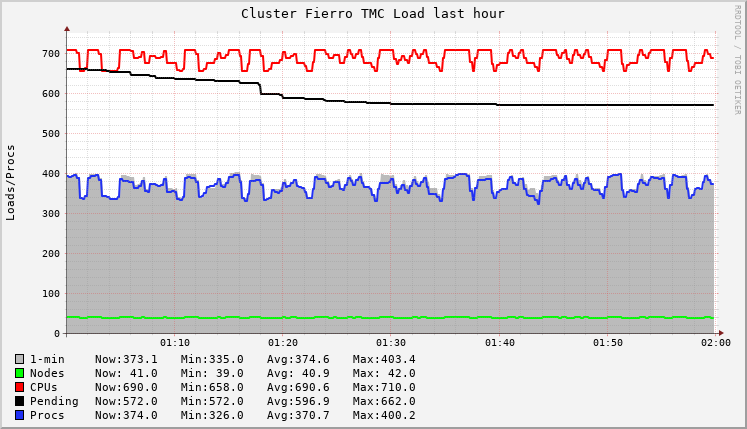 Cluster Fierro TMC Load last hour
RRDTOOL / TOBI OETIKER
Loads/Procs
700
600
500
400
300
200
100
0
01:10 01:20 01:30 01:40 01:50 02:00
1-min Now:373.1 Min:335.0 Avg:374.6 Max:403.4
Nodes Now: 41.0 Min: 39.0 Avg: 40.9 Max: 42.0
CPUs Now:690.0 Min:658.0 Avg:690.6 Max:710.0
Pending Now:572.0 Min:572.0 Avg:596.9 Max:662.0
Procs Now:374.0 Min:326.0 Avg:370.7 Max:400.2